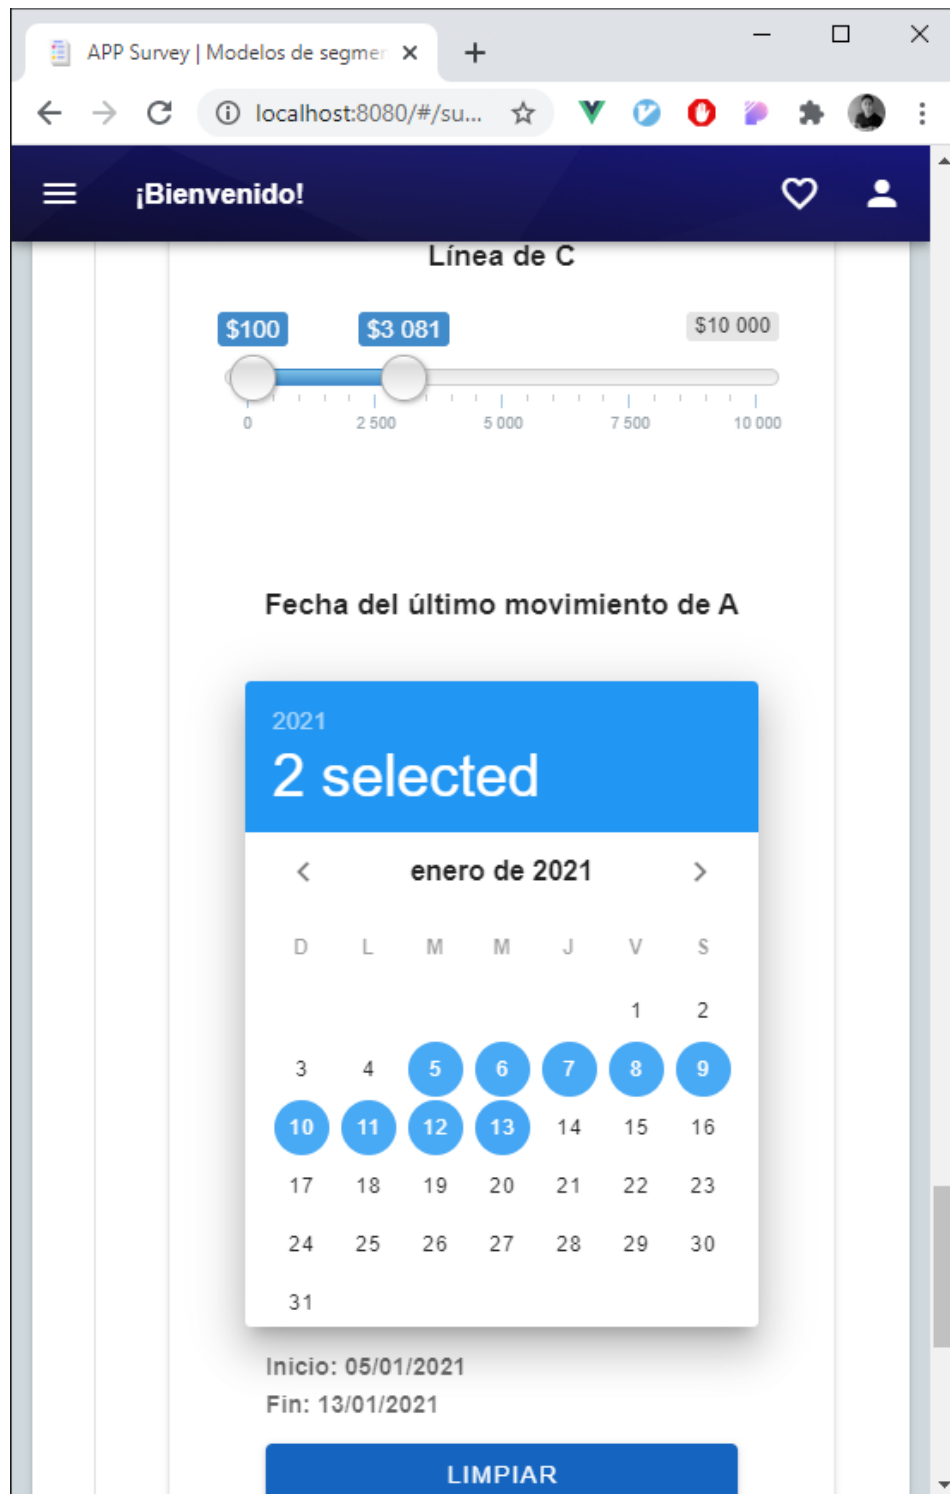 APP Survey | Modelos de segmer
localhost:8080/#/su...
¡Bienvenido!
Línea de C
$100 $3 081 $10 000
0 2 500 5 000 7 500 10 000
Fecha del último movimiento de A
2021
2 selected
enero de 2021
D L M M J V S
1 2
3 4 5 6 7 8 9
10 11 12 13 14 15 16
17 18 19 20 21 22 23
24 25 26 27 28 29 30
31
Inicio: 05/01/2021
Fin: 13/01/2021
LIMPIAR